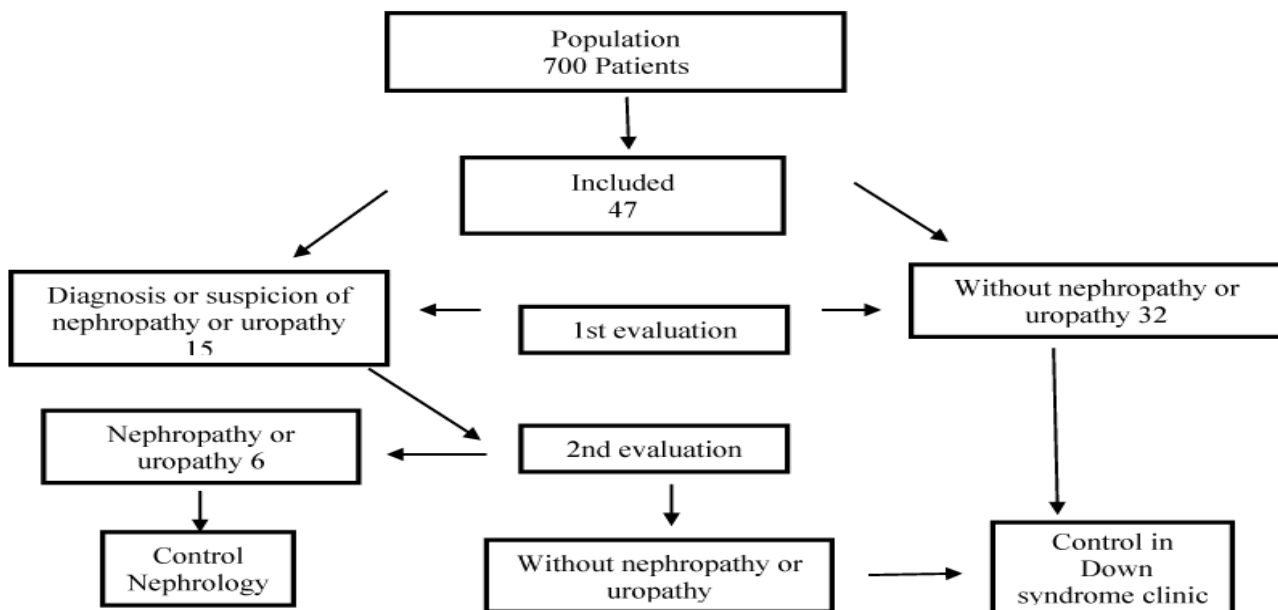 Population
700 Patients
Included
47
Diagnosis or suspicion of
nephropathy or uropathy
15
1st evaluation
Without nephropathy or
uropathy 32
Nephropathy or
uropathy 6
2nd evaluation
Control
Nephrology
Without nephropathy or
uropathy
Control in
Down
syndrome clinic